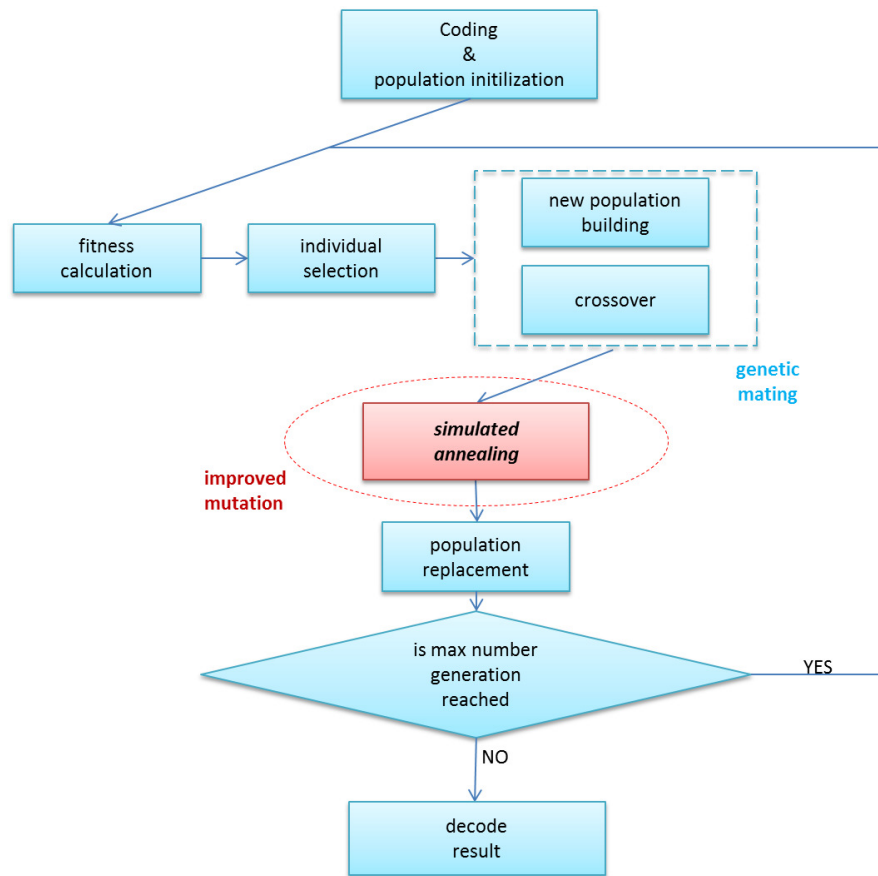 Coding
&
population initilization
fitness
calculation
individual
selection
new population
building
crossover
genetic
mating
simulated
annealing
improved
mutation
population
replacement
is max number
generation
reached
YES
NO
decode
result